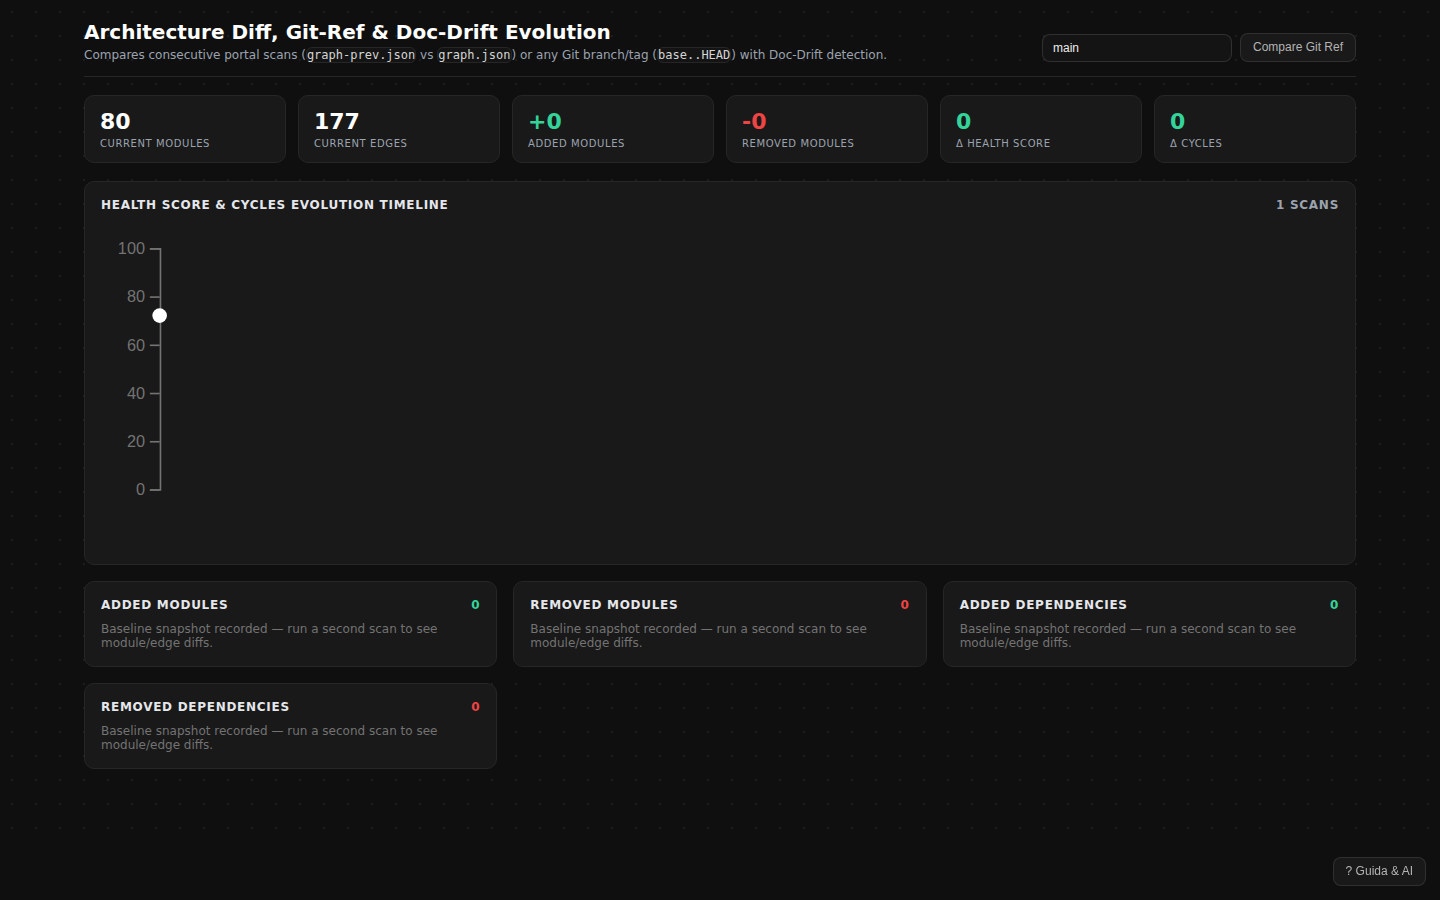 Architecture Diff, Git-Ref & Doc-Drift Evolution
Compares consecutive portal scans (graph-prev.json vs graph.json) or any Git branch/tag (base..HEAD) with Doc-Drift detection.
main
Compare Git Ref
80
CURRENT MODULES
177
CURRENT EDGES
+0
ADDED MODULES
-0
REMOVED MODULES
0
Δ HEALTH SCORE
0
Δ CYCLES
HEALTH SCORE & CYCLES EVOLUTION TIMELINE
1 SCANS
100
80
60
40
20
0
ADDED MODULES
0
Baseline snapshot recorded — run a second scan to see
module/edge diffs.
REMOVED MODULES
0
Baseline snapshot recorded — run a second scan to see
module/edge diffs.
ADDED DEPENDENCIES
0
Baseline snapshot recorded — run a second scan to see
module/edge diffs.
REMOVED DEPENDENCIES
0
Baseline snapshot recorded — run a second scan to see
module/edge diffs.
? Guida & AI